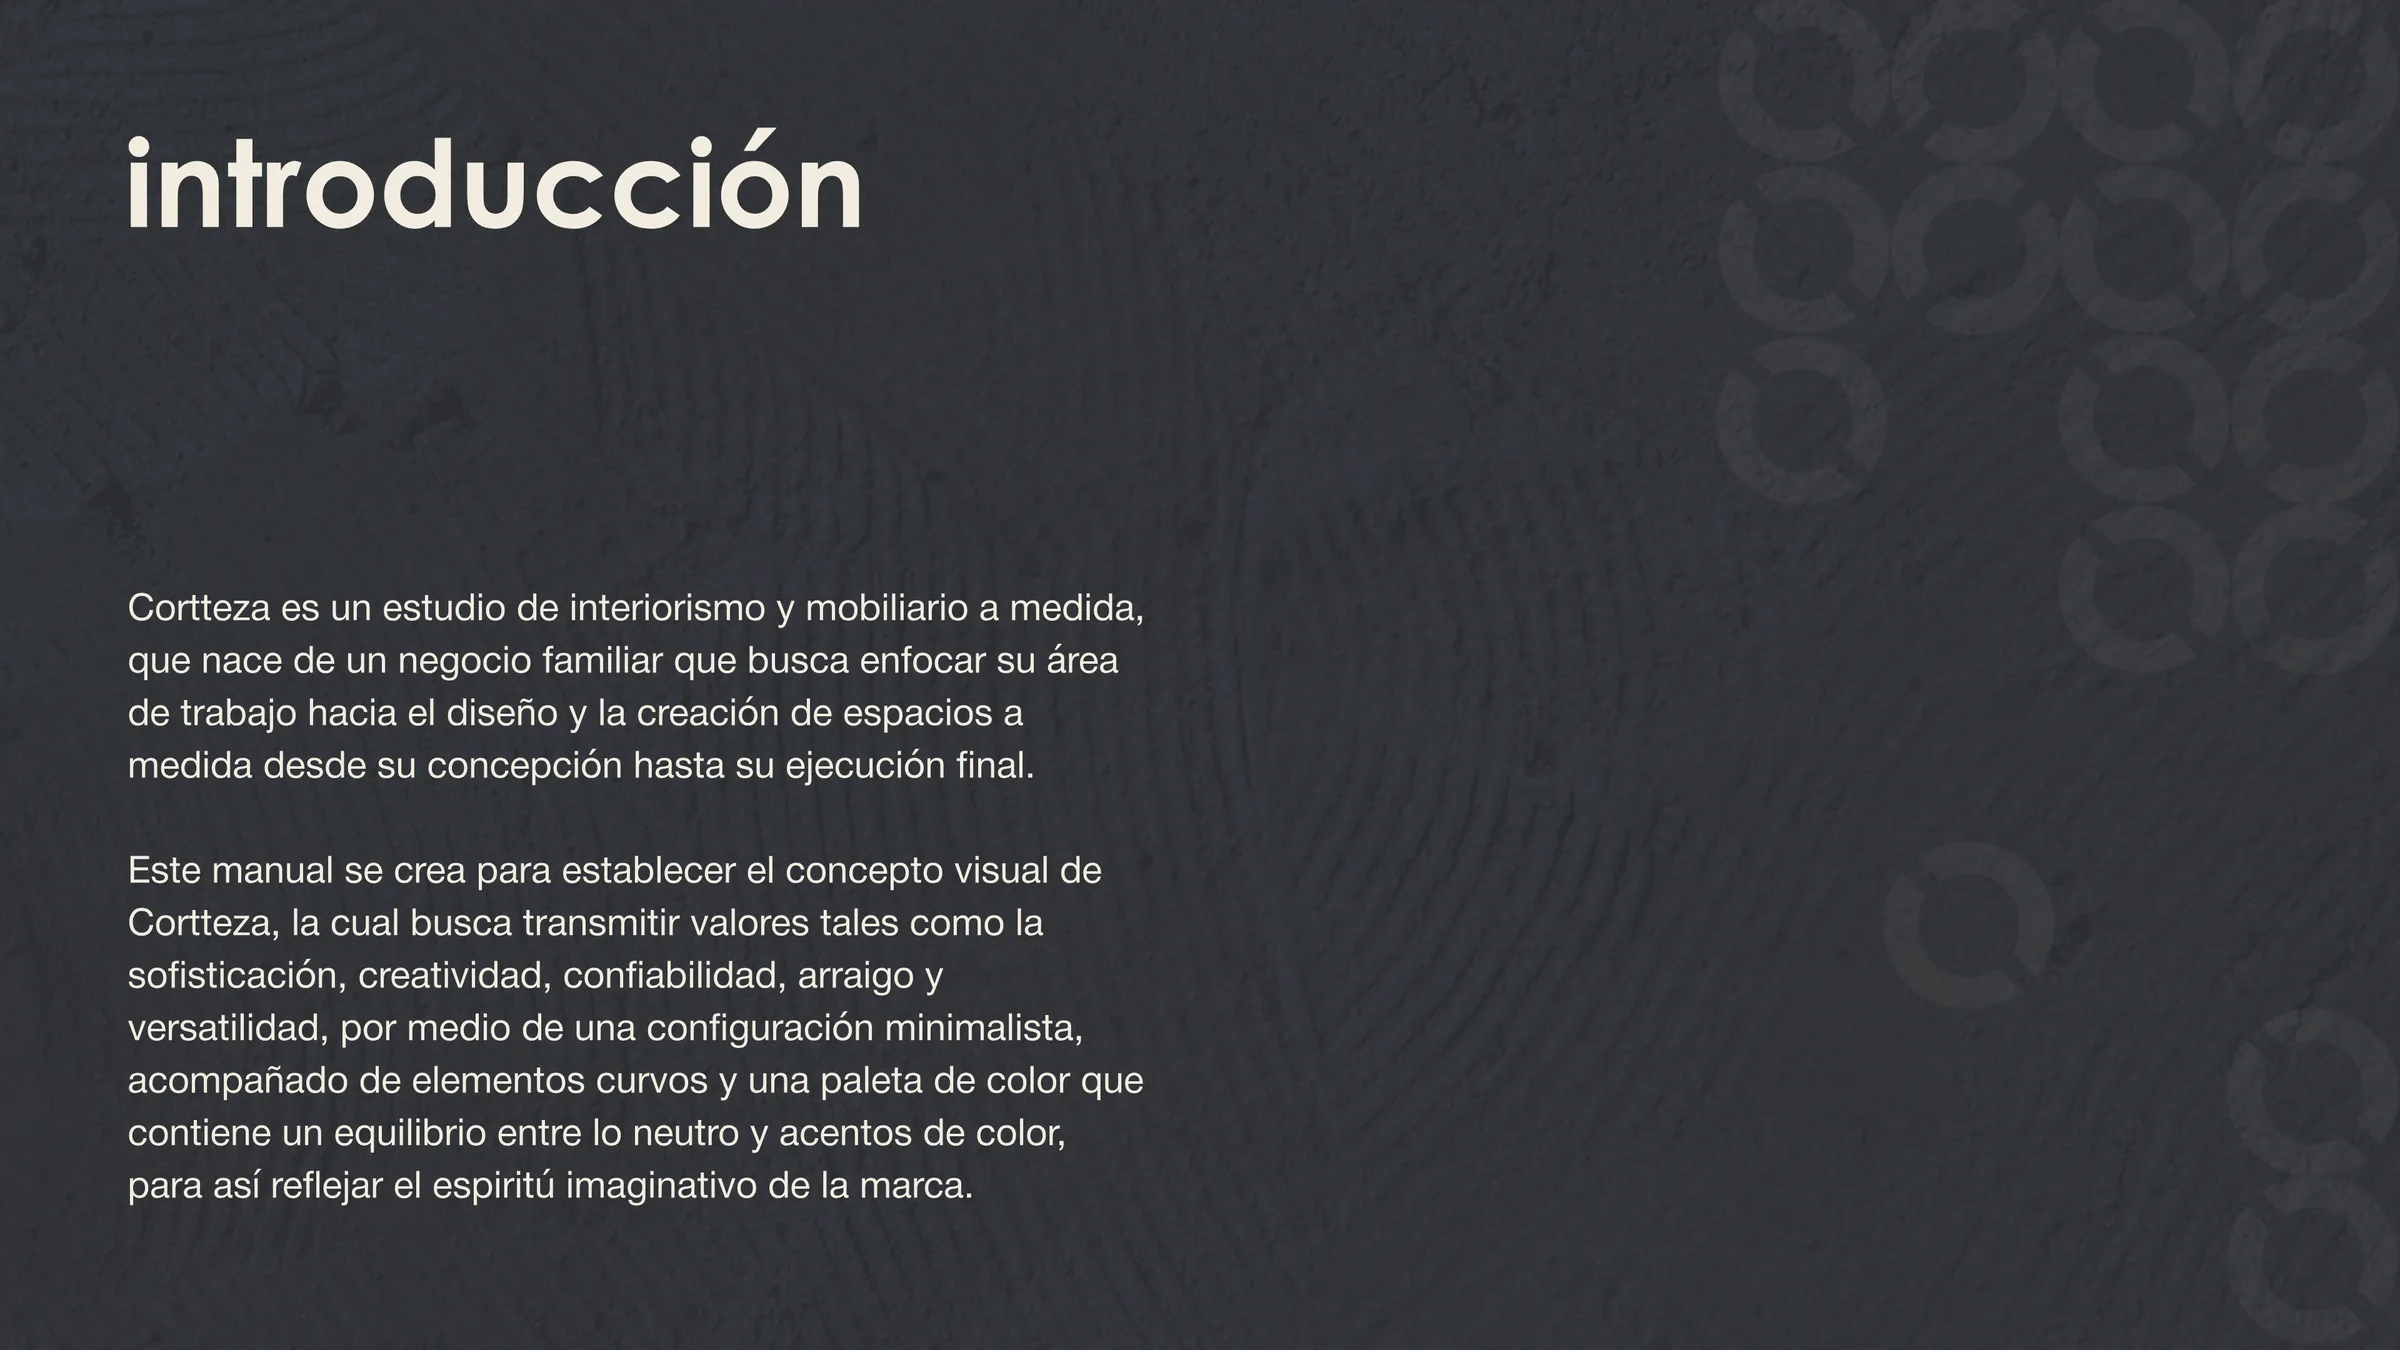 introducción
Cortteza es un estudio de interiorismo y mobiliario a medida,
que nace de un negocio familiar que busca enfocar su área
de trabajo hacia el diseño y la creación de espacios a
medida desde su concepción hasta su ejecución final.
Este manual se crea para establecer el concepto visual de
Cortteza, la cual busca transmitir valores tales como la
sofisticación, creatividad, confiabilidad, arraigo y
versatilidad, por medio de una configuración minimalista,
acompañado de elementos curvos y una paleta de color que
contiene un equilibrio entre lo neutro y acentos de color,
para así reflejar el espiritú imaginativo de la marca.